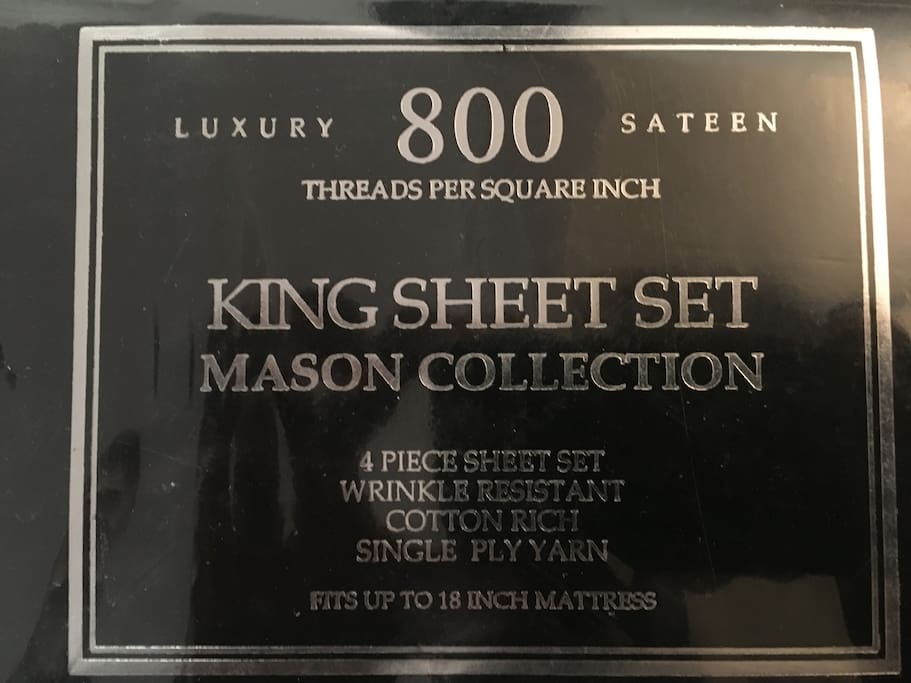 LUXURY 800 SATEEN
THREADS PER SQUARE INCH
KING SHEET SET
MASON COLLECTION
4 PIECE SHEET SET
WRINKLE RESISTANT
COTTON RICH
SINGLE PLY YARN
FITS UP TO 18 INCH MATTRESS